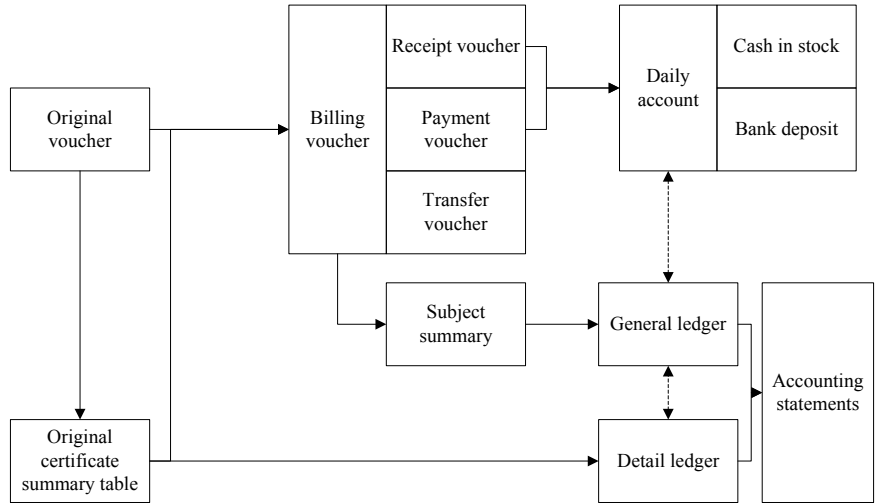 Original
voucher
Billing
voucher
Receipt voucher
Payment
voucher
Transfer
voucher
Daily
account
Cash in stock
Bank deposit
Subject
summary
General ledger
Accounting
statements
Original
certificate
summary table
Detail ledger